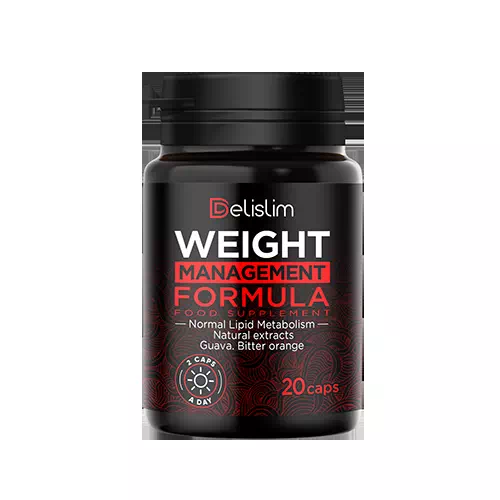 Delislim
WEIGHT
MANAGEMENT
FORMULA
FOOD SUPPLEMENT
Normal Lipid Metabolism
Natural extracts
Guava. Bitter orange
2 CAPS
A DAY
20 caps